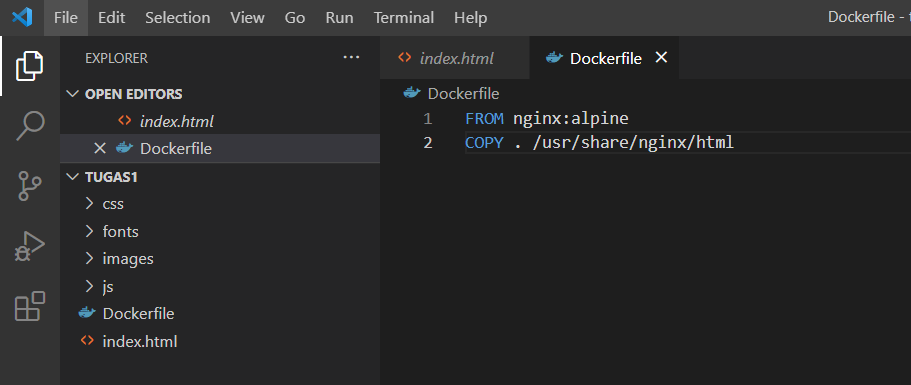 File Edit Selection View Go Run Terminal Help
Dockerfile -
EXPLORER
OPEN EDITORS
index.html
Dockerfile
TUGAS1
css
fonts
images
js
Dockerfile
index.html
index.html
Dockerfile
Dockerfile
1 FROM nginx:alpine
2 COPY . /usr/share/nginx/html